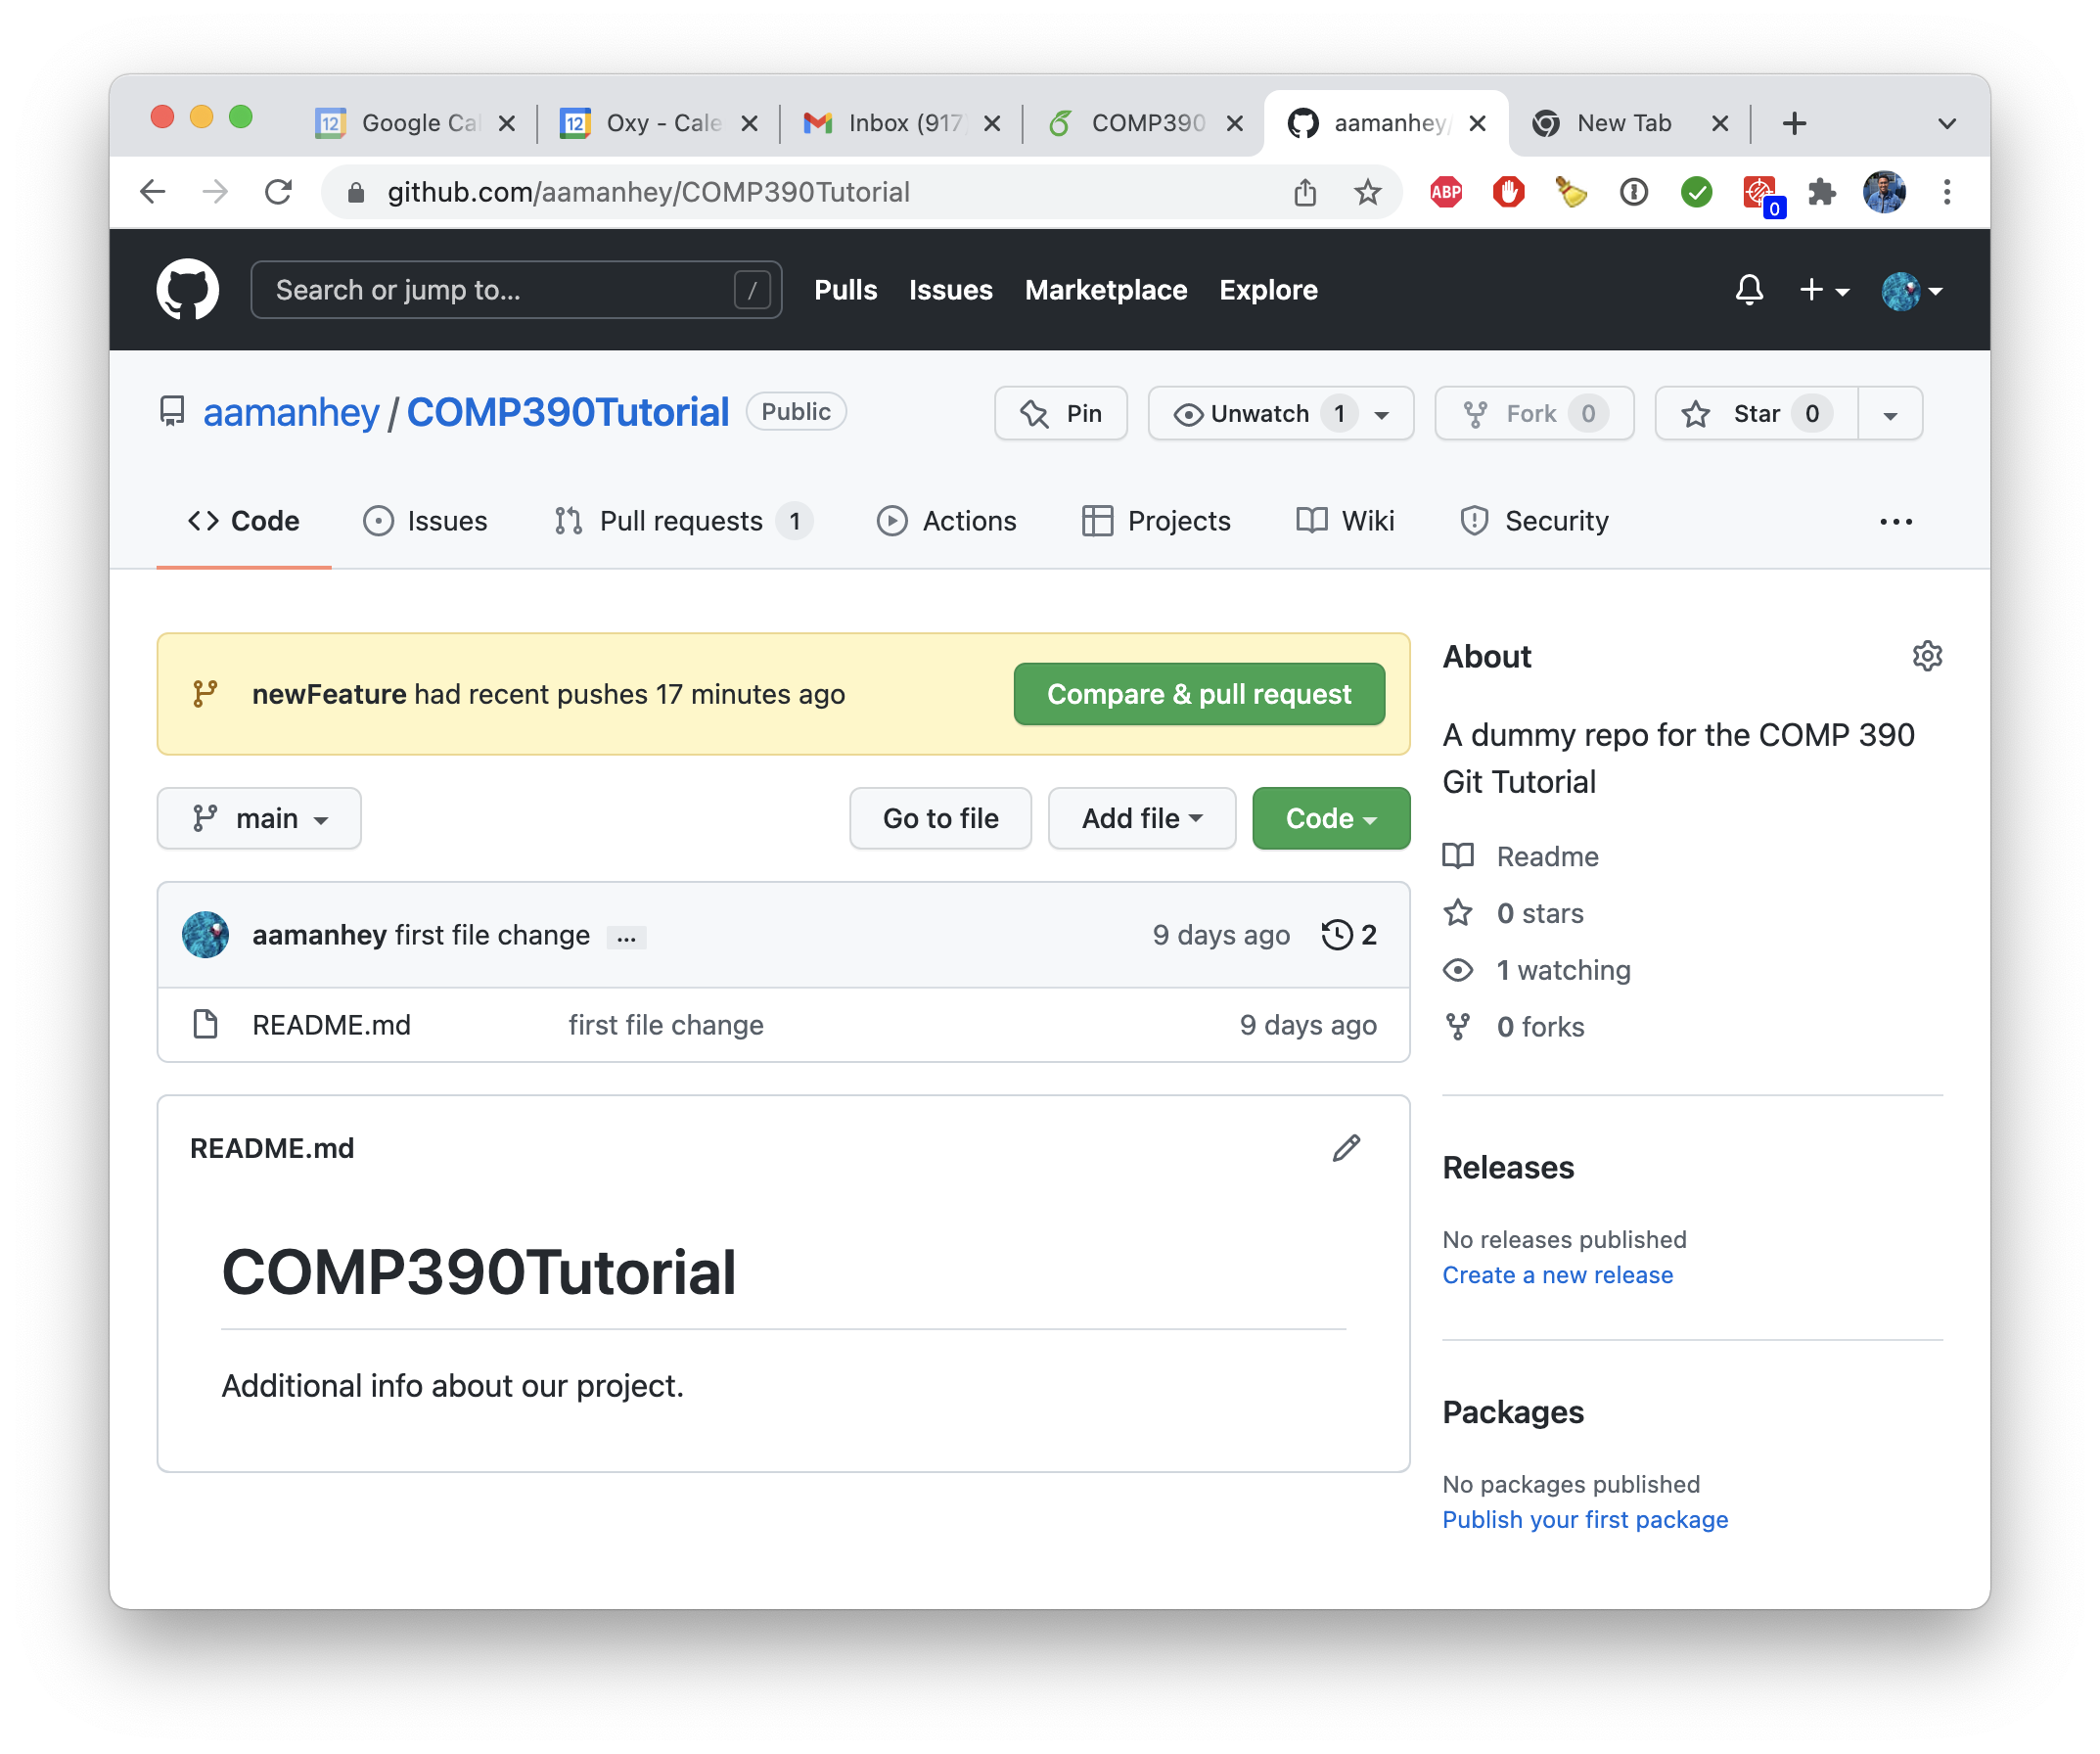 Google Cal
Oxy - Cale
Inbox (917
COMP390
aamanhey/
New Tab
github.com/aamanhey/COMP390Tutorial
ABP
0
Search or jump to...
/
Pulls
Issues
Marketplace
Explore
aamanhey / COMP390Tutorial
Public
Pin
Unwatch 1
Fork 0
Star 0
Code
Issues
Pull requests 1
Actions
Projects
Wiki
Security
newFeature had recent pushes 17 minutes ago
Compare & pull request
main
Go to file
Add file
Code
aamanhey first file change ...
9 days ago
2
README.md
first file change
9 days ago
README.md
COMP390Tutorial
Additional info about our project.
About
A dummy repo for the COMP 390
Git Tutorial
Readme
0 stars
1 watching
0 forks
Releases
No releases published
Create a new release
Packages
No packages published
Publish your first package